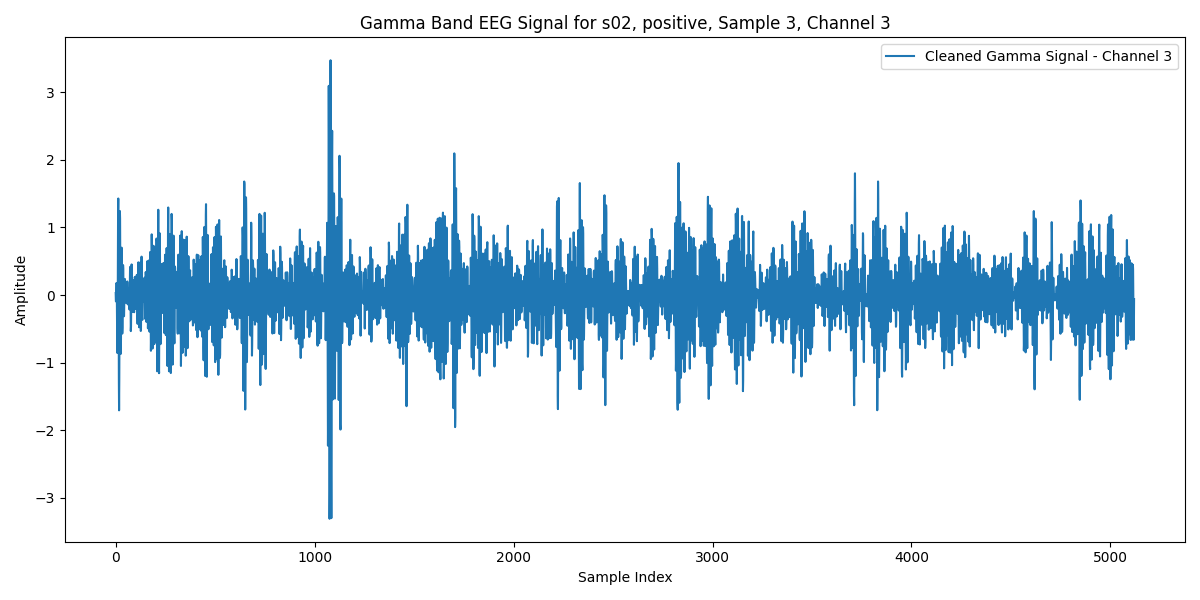 Gamma Band EEG Signal for s02, positive, Sample 3, Channel 3
Cleaned Gamma Signal - Channel 3
Amplitude
3
2
1
0
−1
−2
−3
0 1000 2000 3000 4000 5000
Sample Index